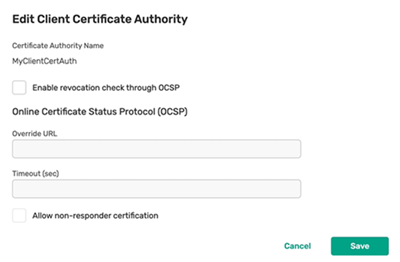 Edit Client Certificate Authority
Certificate Authority Name
MyClientCertAuth
Enable revocation check through OCSP
Online Certificate Status Protocol (OCSP)
Override URL
Timeout (sec)
Allow non-responder certification
Cancel
Save